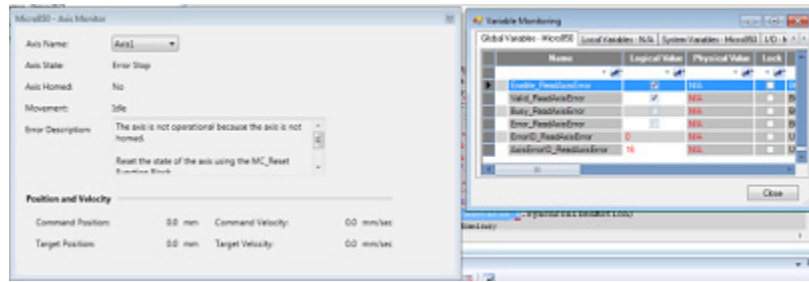 Micro850 - Axis Monitor
Axis Name: Axis1
Axis State: Error Stop
Axis Homed: No
Movement: Idle
Error Description: The axis is not operational because the axis is not
homed.
Reset the state of the axis using the MC_Reset
Function Block.
Position and Velocity
Command Position: 0.0 mm Command Velocity: 0.0 mm/sec
Target Position: 0.0 mm Target Velocity: 0.0 mm/sec
Variable Monitoring
Global Variables - Micro850 Local Variables - N/A System Variables - Micro850 I/O - M
Name Logical Value Physical Value Lock
Enable_ReadAxisError N/A
Valid_ReadAxisError N/A
Busy_ReadAxisError N/A
Error_ReadAxisError N/A
ErrorID_ReadAxisError 0 N/A U
AxisErrorID_ReadAxisError 16 N/A U
Close